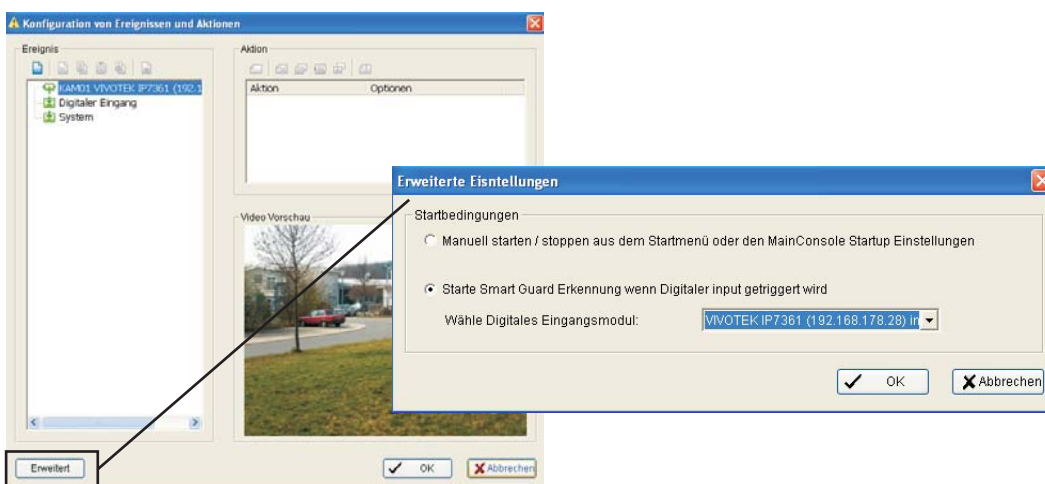 Konfiguration von Ereignissen und Aktionen
Ereignis
KAM01 VIVOTEK IP7361 (192.1
Digitaler Eingang
System
Aktion
Aktion Optionen
Video Vorschau
Erweitert
OK
Abbrechen
Erweiterte Eisntellungen
Startbedingungen
Manuell starten / stoppen aus dem Startmenü oder den MainConsole Startup Einstellungen
Starte Smart Guard Erkennung wenn Digitaler input getriggert wird
Wähle Digitales Eingangsmodul: VIVOTEK IP7361 (192.168.178.28) in
OK
Abbrechen